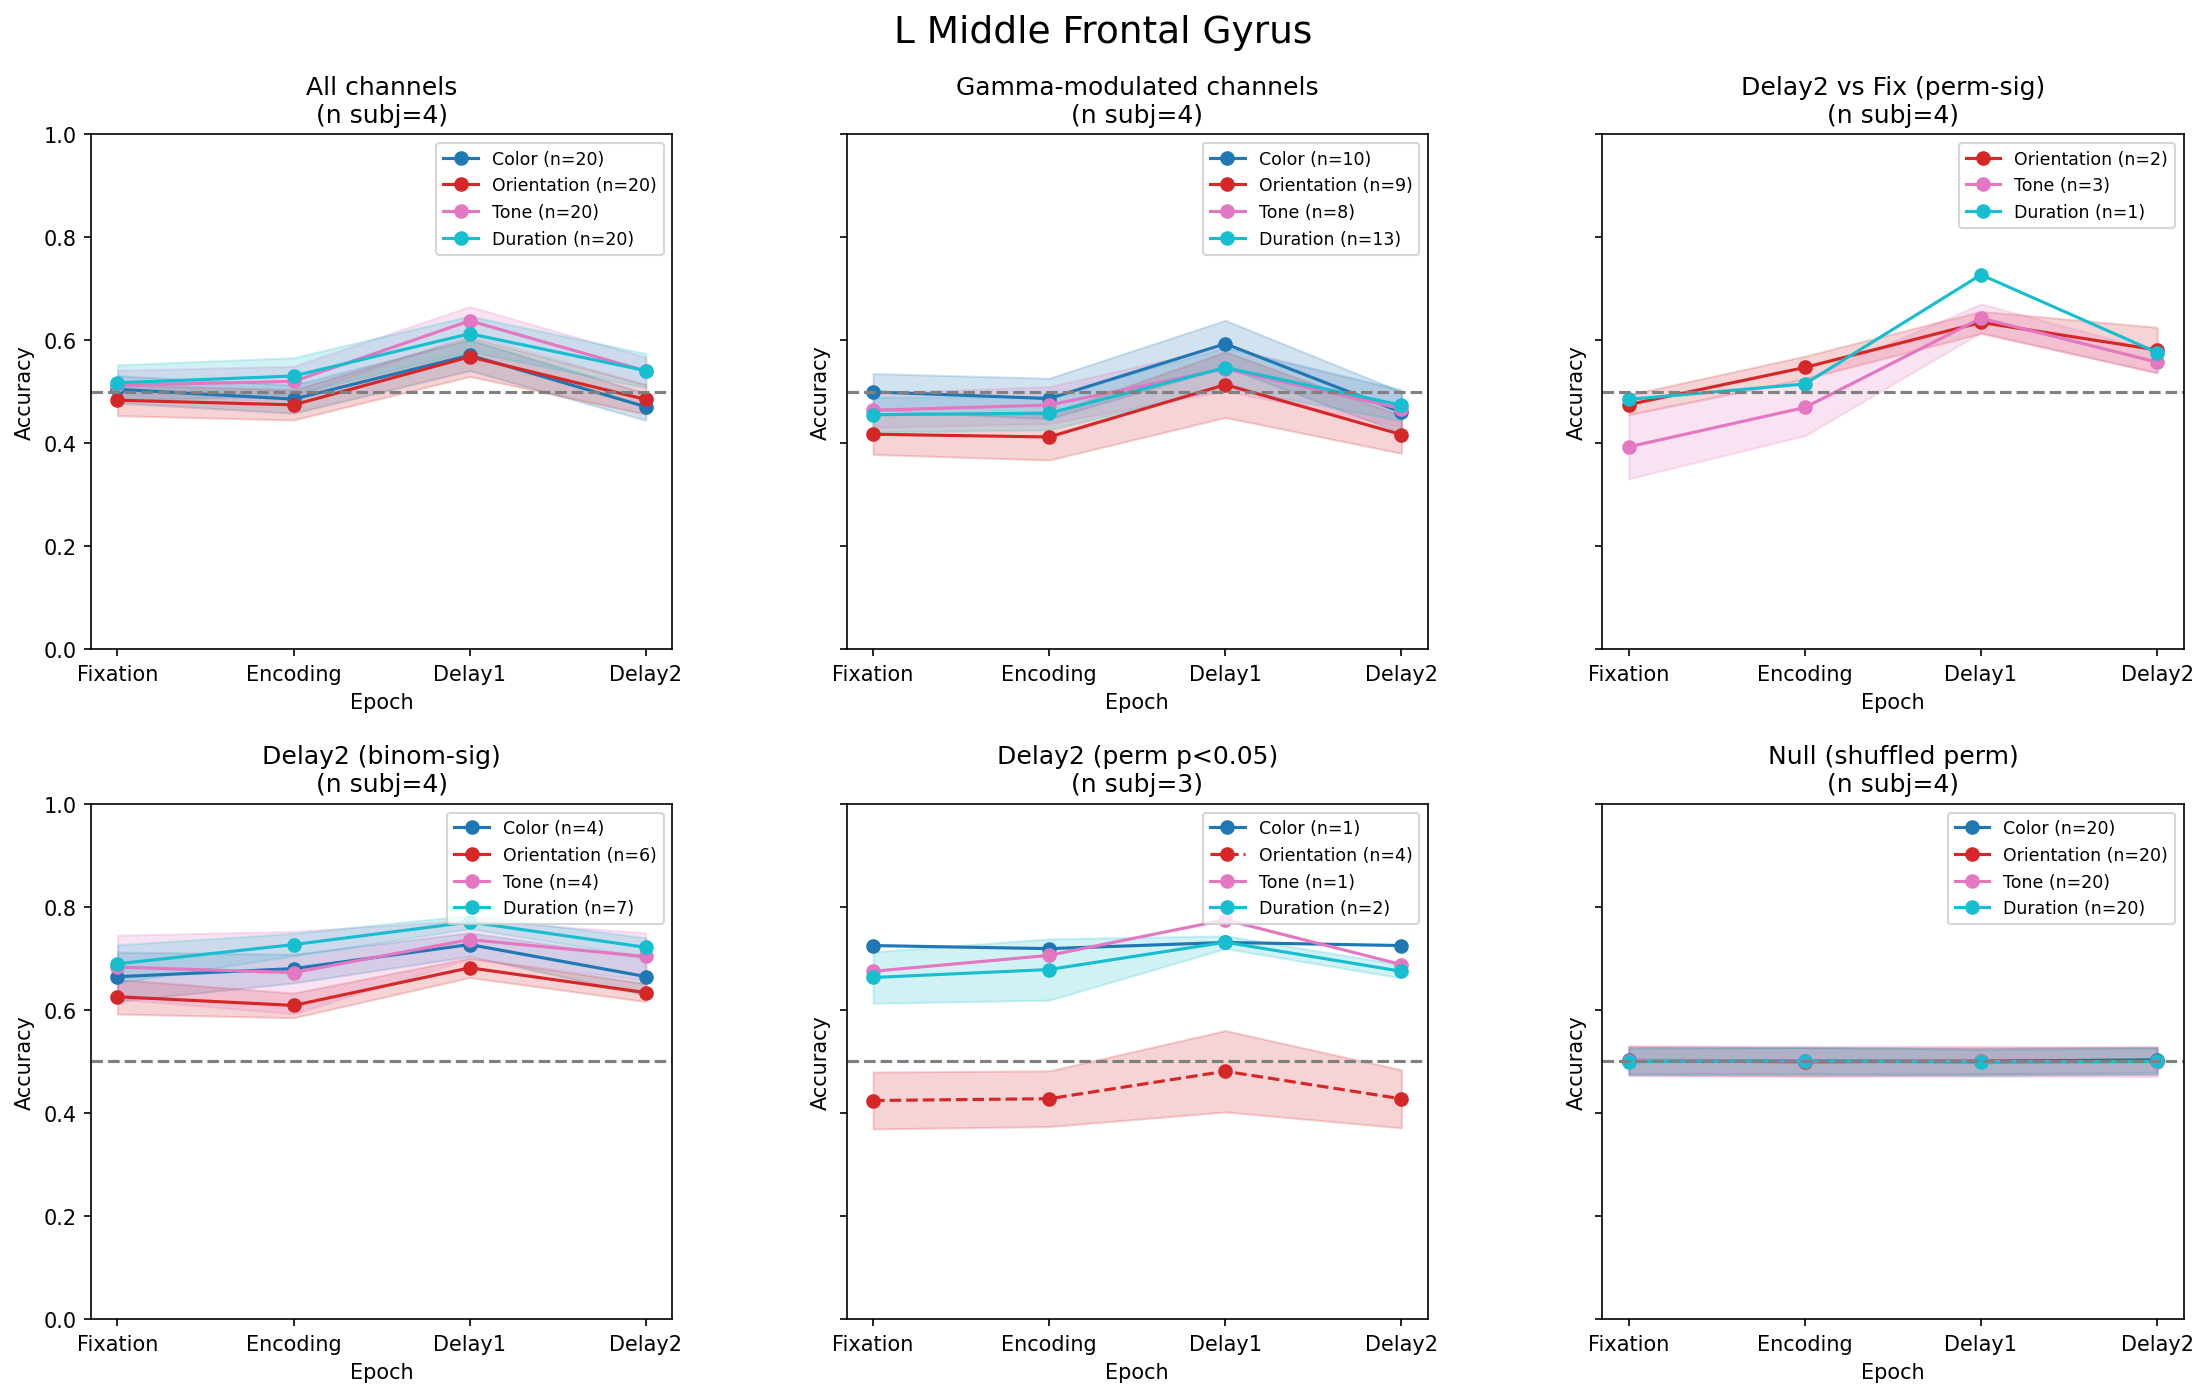 L Middle Frontal Gyrus
All channels
(n subj=4)
1.0
0.8
0.6
0.4
0.2
0.0
Accuracy
Color (n=20)
Orientation (n=20)
Tone (n=20)
Duration (n=20)
Fixation Encoding Delay1 Delay2
Epoch
Gamma-modulated channels
(n subj=4)
Accuracy
Color (n=10)
Orientation (n=9)
Tone (n=8)
Duration (n=13)
Fixation Encoding Delay1 Delay2
Epoch
Delay2 vs Fix (perm-sig)
(n subj=4)
Accuracy
Orientation (n=2)
Tone (n=3)
Duration (n=1)
Fixation Encoding Delay1 Delay2
Epoch
Delay2 (binom-sig)
(n subj=4)
1.0
0.8
0.6
0.4
0.2
0.0
Accuracy
Color (n=4)
Orientation (n=6)
Tone (n=4)
Duration (n=7)
Fixation Encoding Delay1 Delay2
Epoch
Delay2 (perm p<0.05)
(n subj=3)
Accuracy
Color (n=1)
Orientation (n=4)
Tone (n=1)
Duration (n=2)
Fixation Encoding Delay1 Delay2
Epoch
Null (shuffled perm)
(n subj=4)
Accuracy
Color (n=20)
Orientation (n=20)
Tone (n=20)
Duration (n=20)
Fixation Encoding Delay1 Delay2
Epoch